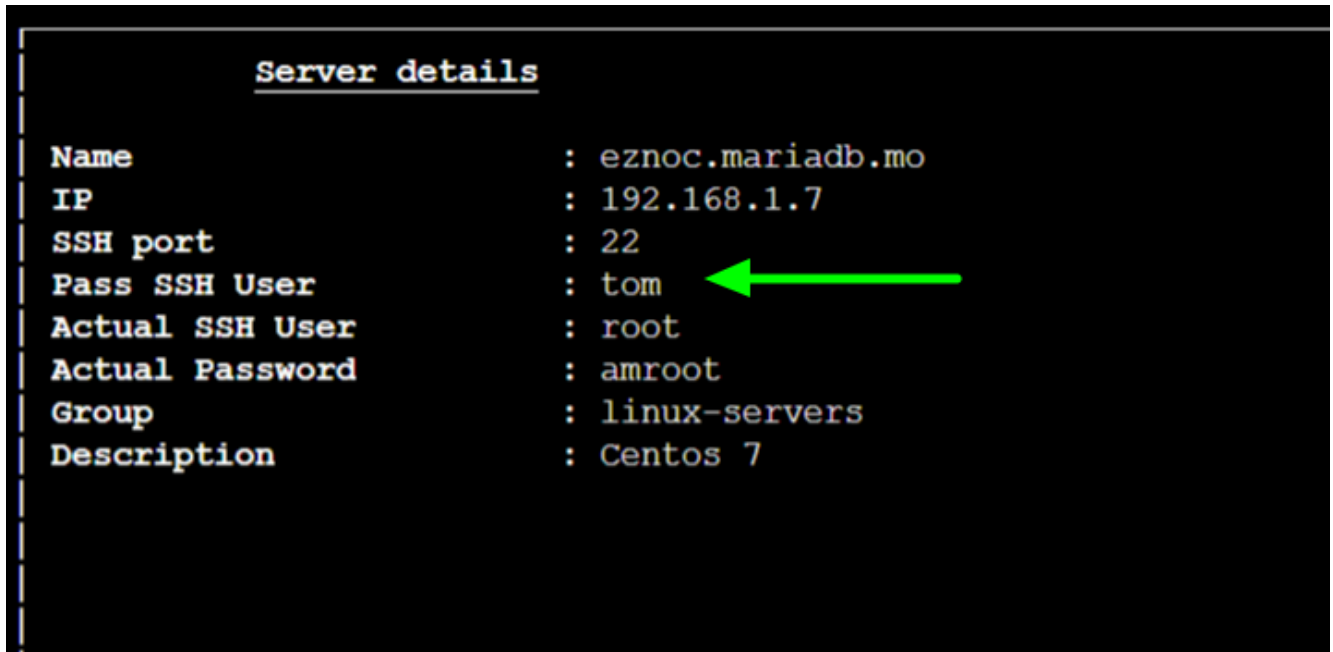 Server details
Name : eznoc.mariadb.mo
IP : 192.168.1.7
SSH port : 22
Pass SSH User : tom
Actual SSH User : root
Actual Password : amroot
Group : linux-servers
Description : Centos 7